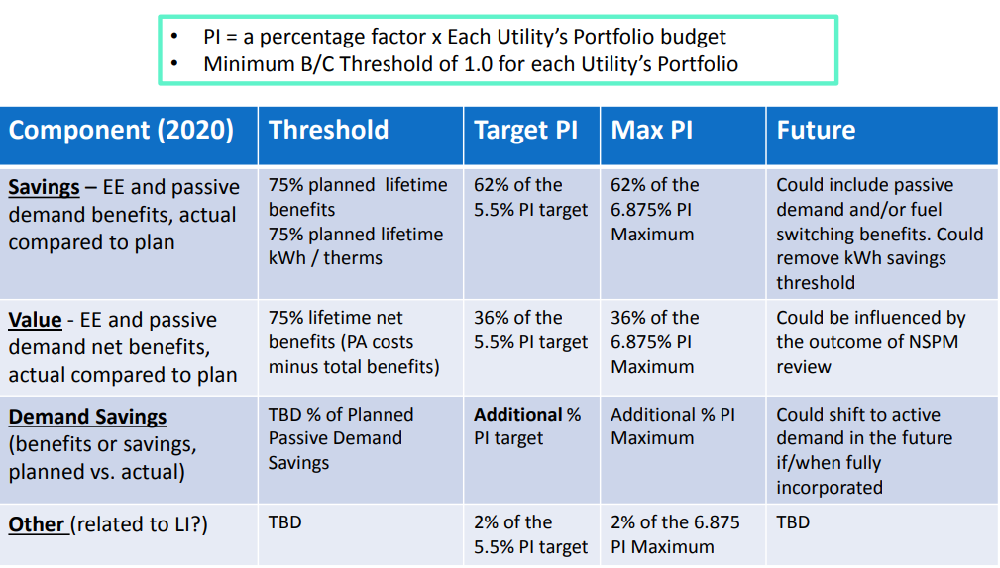 • PI = a percentage factor x Each Utility’s Portfolio budget
• Minimum B/C Threshold of 1.0 for each Utility’s Portfolio
Component (2020) Threshold Target PI Max PI Future
Savings – EE and passive
demand benefits, actual
compared to plan
75% planned lifetime
benefits
75% planned lifetime
kWh / therms
62% of the
5.5% PI target
62% of the
6.875% PI
Maximum
Could include passive
demand and/or fuel
switching benefits. Could
remove kWh savings
threshold
Value - EE and passive
demand net benefits,
actual compared to plan
75% lifetime net
benefits (PA costs
minus total benefits)
36% of the
5.5% PI target
36% of the
6.875% PI
Maximum
Could be influenced by
the outcome of NSPM
review
Demand Savings
(benefits or savings,
planned vs. actual)
TBD % of Planned
Passive Demand
Savings
Additional %
PI target
Additional % PI
Maximum
Could shift to active
demand in the future
if/when fully
incorporated
Other (related to LI?)
TBD
2% of the
5.5% PI target
2% of the 6.875
PI Maximum
TBD